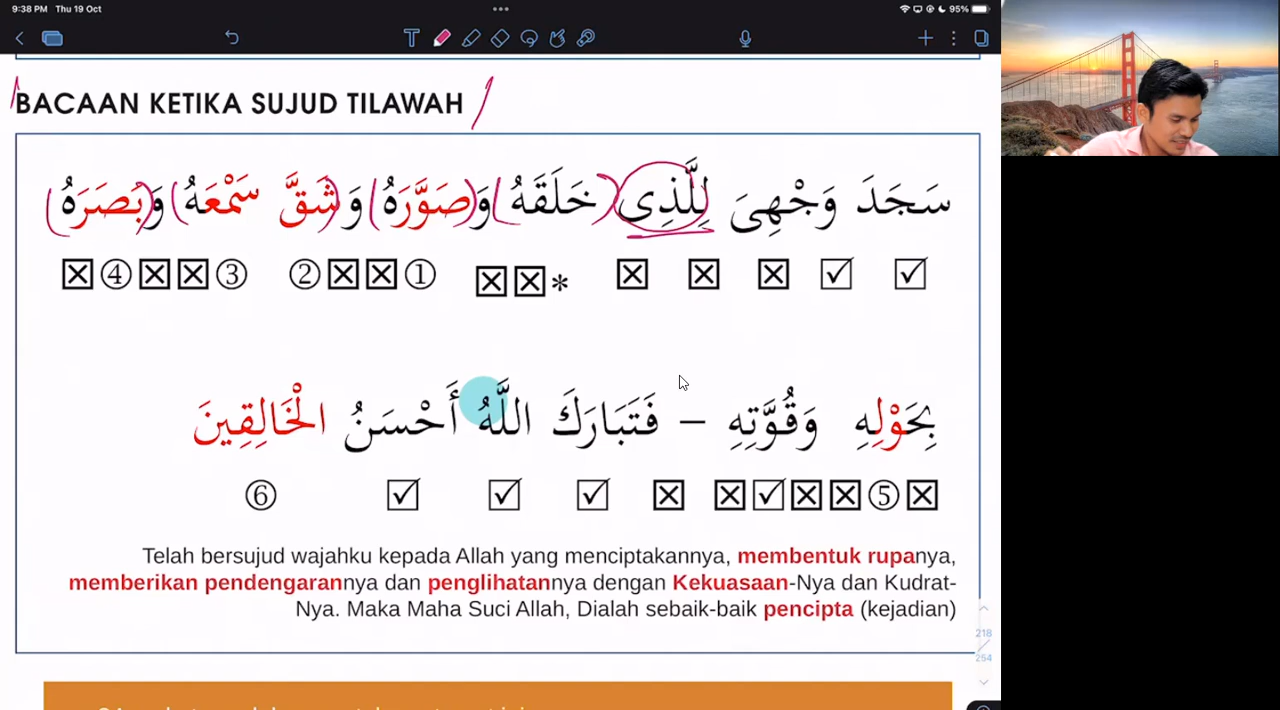 9:38 PM Thu 19 Oct
95%
BACAAN KETIKA SUJUD TILAWAH
سَجَدَ وَجْهِىَ لِلَّذِى خَلَقَهُ وَصَوَّرَهُ وَشَقَّ سَمْعَهُ وَبَصَرَهُ
☑ ☑ ☒ ☒ ☒ * ☒ ☒ ① ☒ ☒ ② ③ ☒ ☒ ④ ☒
بِحَوْلِهِ وَقُوَّتِهِ – فَتَبَارَكَ اللَّهُ أَحْسَنُ الْخَالِقِينَ
☒ ⑤ ☒ ☒ ☑ ☒ ☒ ☑ ☑ ☑ ⑥
Telah bersujud wajahku kepada Allah yang menciptakannya, membentuk rupanya,
memberikan pendengarannya dan penglihatannya dengan Kekuasaan-Nya dan Kudrat-
Nya. Maka Maha Suci Allah, Dialah sebaik-baik pencipta (kejadian)
218
254